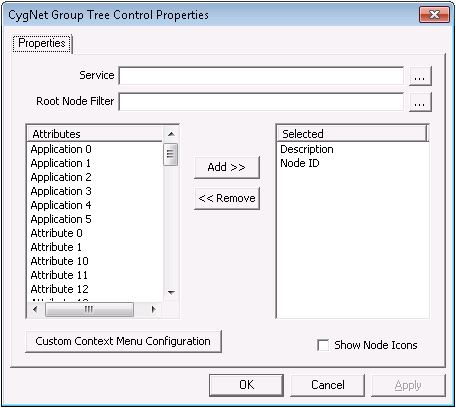 CygNet Group Tree Control Properties
Properties
Service
...
Root Node Filter
...
Attributes
Application 0
Application 1
Application 2
Application 3
Application 4
Application 5
Attribute 0
Attribute 1
Attribute 10
Attribute 11
Attribute 12
Add >>
<< Remove
Selected
Description
Node ID
Custom Context Menu Configuration
Show Node Icons
OK
Cancel
Apply